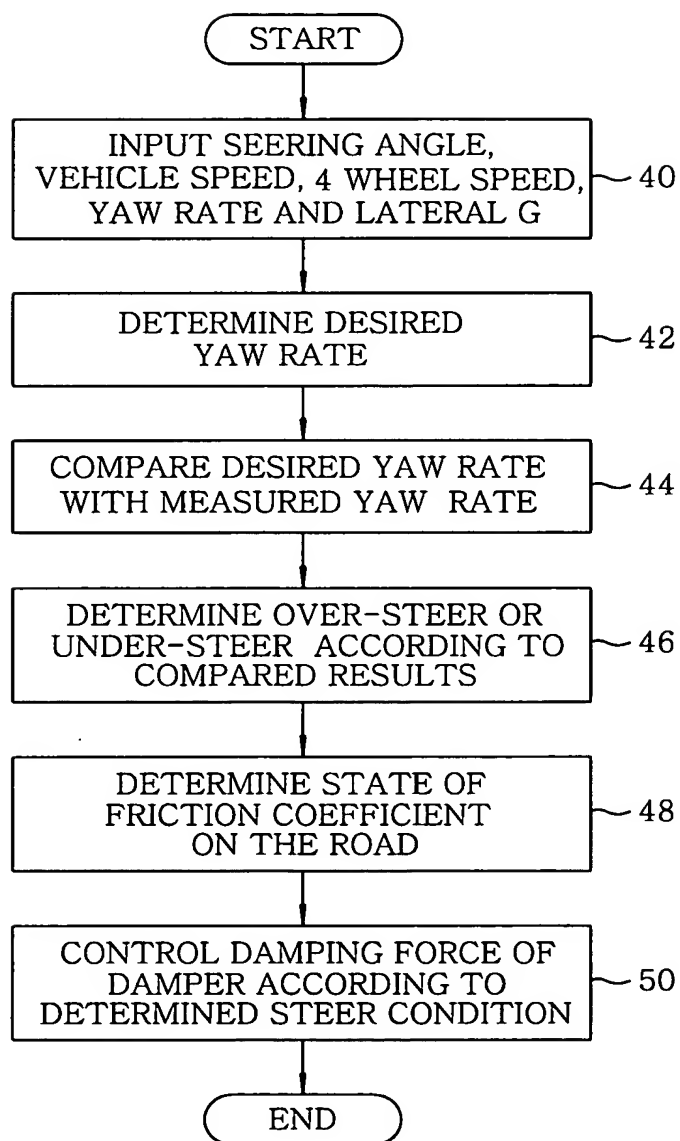 START
INPUT SEERING ANGLE,
VEHICLE SPEED, 4 WHEEL SPEED,
YAW RATE AND LATERAL G
40
DETERMINE DESIRED
YAW RATE
42
COMPARE DESIRED YAW RATE
WITH MEASURED YAW RATE
44
DETERMINE OVER-STEER OR
UNDER-STEER ACCORDING TO
COMPARED RESULTS
46
DETERMINE STATE OF
FRICTION COEFFICIENT
ON THE ROAD
48
CONTROL DAMPING FORCE OF
DAMPER ACCORDING TO
DETERMINED STEER CONDITION
50
END